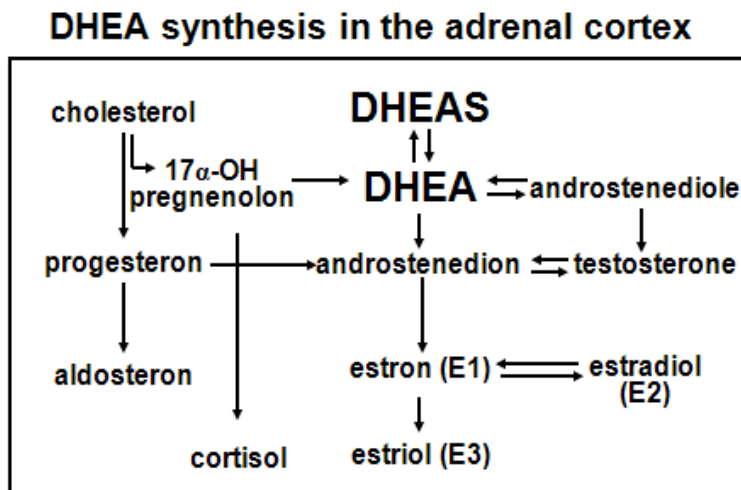 DHEA synthesis in the adrenal cortex
cholesterol
DHEAS
17α-OH
pregnenolon
DHEA
androstenediole
progesteron
androstenedion
testosterone
aldosteron
estron (E1)
estradiol
(E2)
cortisol
estriol (E3)